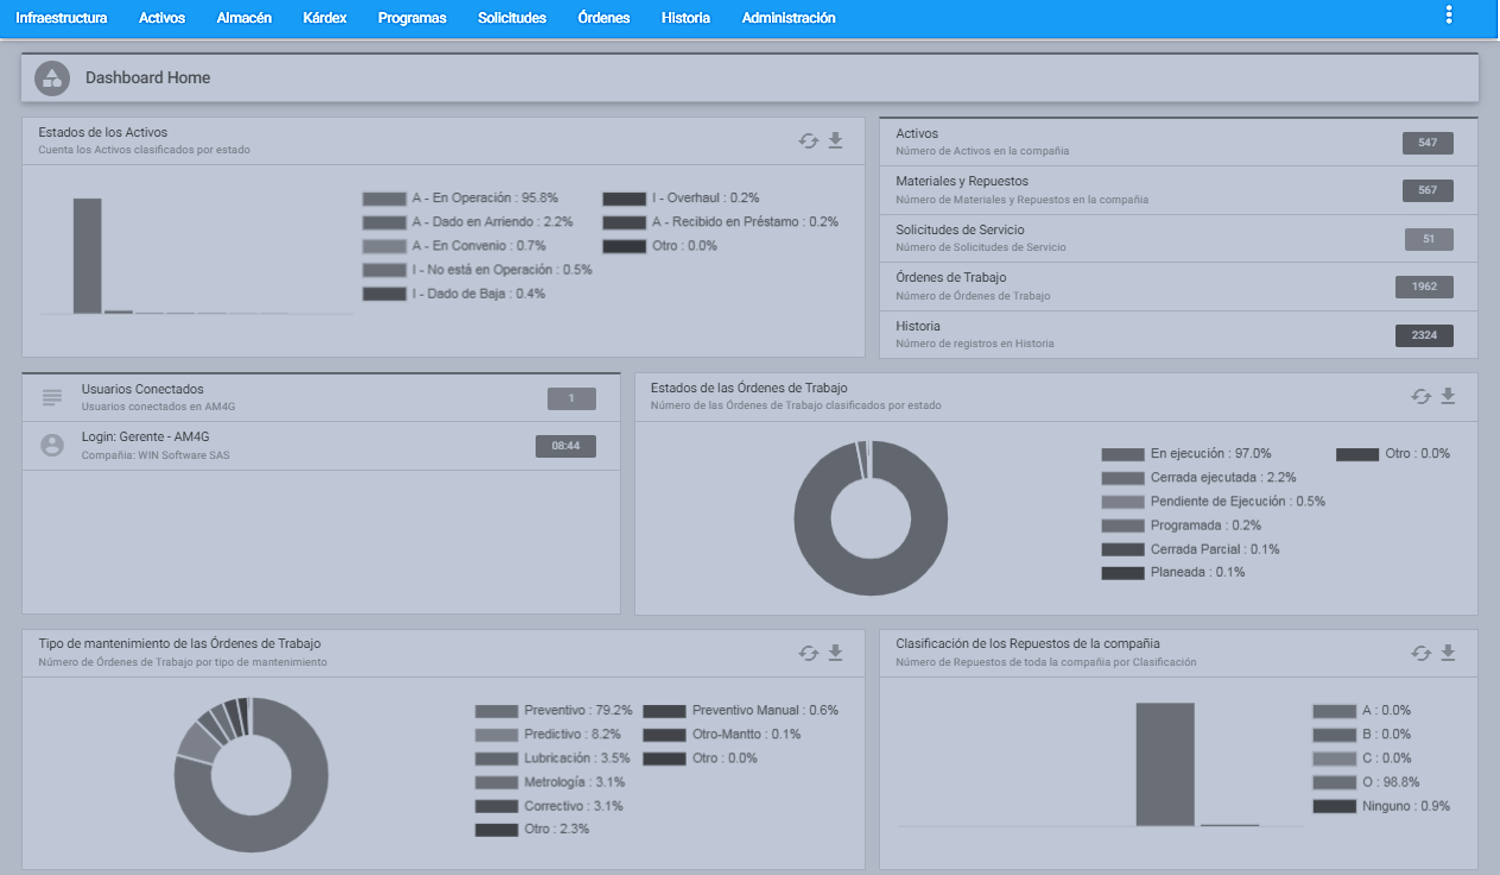 Infraestructura Activos Almacén Kárdex Programas Solicitudes Órdenes Historia Administración
Dashboard Home
Estados de los Activos
Cuenta los Activos clasificados por estado
A - En Operación : 95.8%
A - Dado en Arriendo : 2.2%
A - En Convenio : 0.7%
I - No está en Operación : 0.5%
I - Dado de Baja : 0.4%
I - Overhaul : 0.2%
A - Recibido en Préstamo : 0.2%
Otro : 0.0%
Activos
Número de Activos en la compañia
547
Materiales y Repuestos
Número de Materiales y Repuestos en la compañia
567
Solicitudes de Servicio
Número de Solicitudes de Servicio
51
Órdenes de Trabajo
Número de Órdenes de Trabajo
1962
Historia
Número de registros en Historia
2324
Usuarios Conectados
Usuarios conectados en AM4G
1
Login: Gerente - AM4G
Compañia: WIN Software SAS
08:44
Estados de las Órdenes de Trabajo
Número de las Órdenes de Trabajo clasificados por estado
En ejecución : 97.0%
Cerrada ejecutada : 2.2%
Pendiente de Ejecución : 0.5%
Programada : 0.2%
Cerrada Parcial : 0.1%
Planeada : 0.1%
Otro : 0.0%
Tipo de mantenimiento de las Órdenes de Trabajo
Número de Órdenes de Trabajo por tipo de mantenimiento
Preventivo : 79.2%
Predictivo : 8.2%
Lubricación : 3.5%
Metrología : 3.1%
Correctivo : 3.1%
Otro : 2.3%
Preventivo Manual : 0.6%
Otro-Mantto : 0.1%
Otro : 0.0%
Clasificación de los Repuestos de la compañia
Número de Repuestos de toda la compañia por Clasificación
A : 0.0%
B : 0.0%
C : 0.0%
O : 98.8%
Ninguno : 0.9%